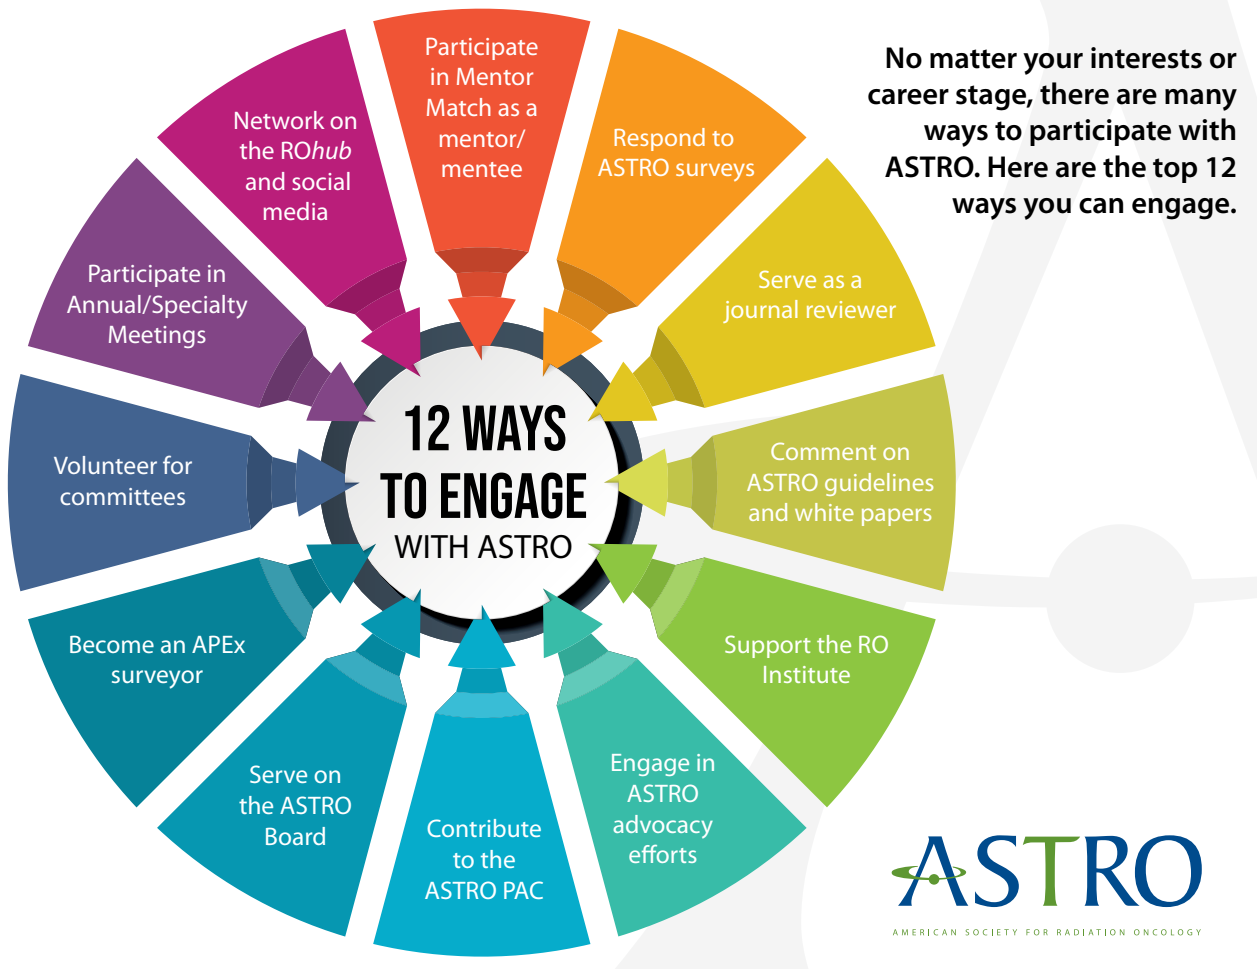 No matter your interests or
career stage, there are many
ways to participate with
ASTRO. Here are the top 12
ways you can engage.
12 WAYS
TO ENGAGE
WITH ASTRO
Participate
in Mentor
Match as a
mentor/
mentee
Respond to
ASTRO surveys
Serve as a
journal reviewer
Comment on
ASTRO guidelines
and white papers
Support the RO
Institute
Engage in
ASTRO
advocacy
efforts
Contribute
to the
ASTRO PAC
Serve on
the ASTRO
Board
Become an APEx
surveyor
Volunteer for
committees
Participate in
Annual/Specialty
Meetings
Network on
the ROhub
and social
media
ASTRO
AMERICAN SOCIETY FOR RADIATION ONCOLOGY